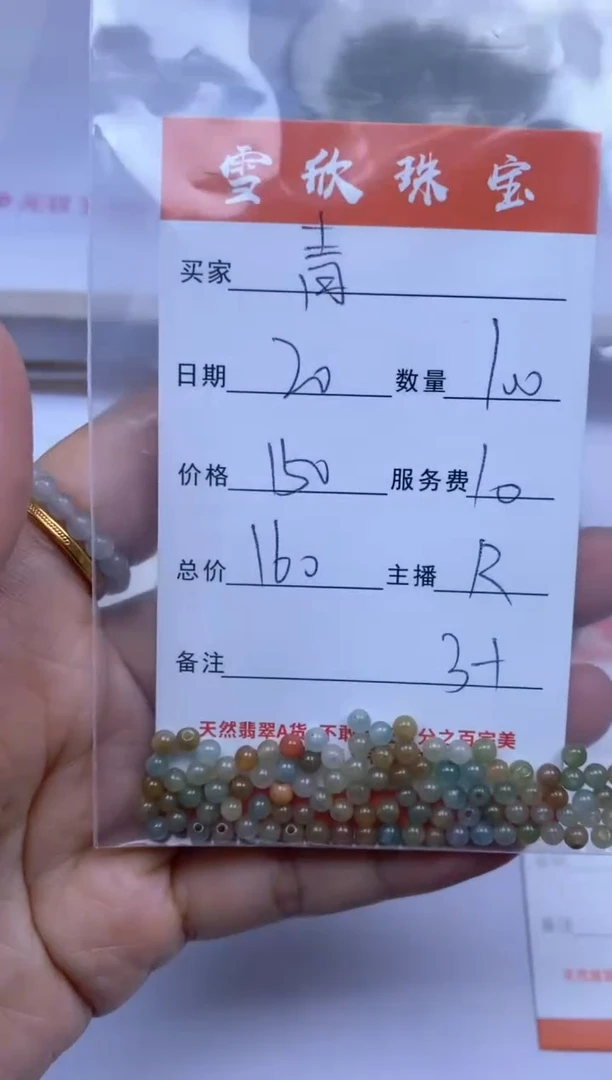 雪欣珠宝
买家 青
日期 20 数量 100
价格 150 服务费 10
总价 160 主播 R
备注 3+
天然翡翠A货 不敢 分之百完美